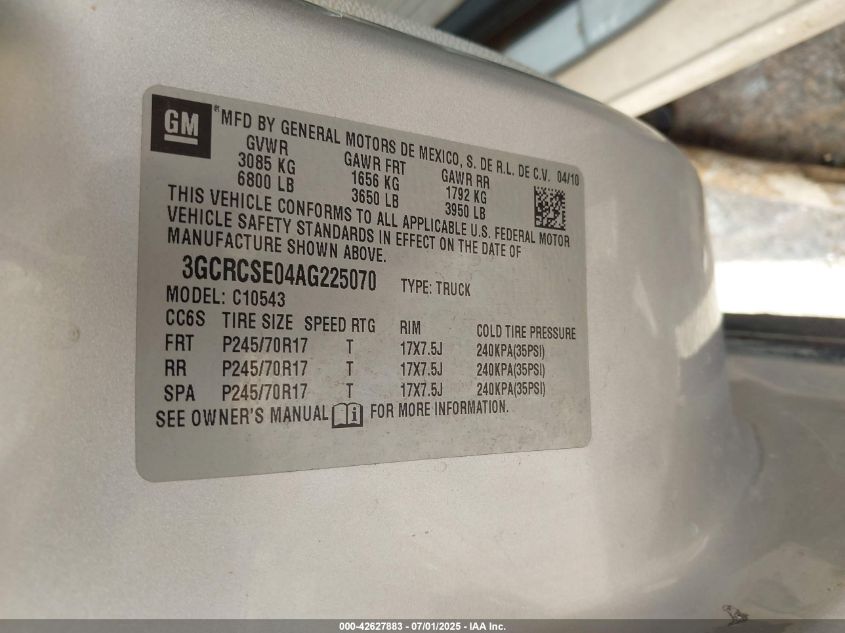 GM ® MFD BY GENERAL MOTORS DE MEXICO, S. DE R.L. DE C.V. 04/10
GVWR GAWR FRT GAWR RR
3085 KG 1656 KG 1792 KG
6800 LB 3650 LB 3950 LB
THIS VEHICLE CONFORMS TO ALL APPLICABLE U.S. FEDERAL MOTOR
VEHICLE SAFETY STANDARDS IN EFFECT ON THE DATE OF
MANUFACTURE SHOWN ABOVE.
3GCRCSE04AG225070 TYPE: TRUCK
MODEL: C10543
CC6S TIRE SIZE SPEED RTG RIM COLD TIRE PRESSURE
FRT P245/70R17 T 17X7.5J 240KPA(35PSI)
RR P245/70R17 T 17X7.5J 240KPA(35PSI)
SPA P245/70R17 T 17X7.5J 240KPA(35PSI)
SEE OWNER'S MANUAL i FOR MORE INFORMATION.
000-42627883 / 07/01/2025 - IAA Inc.